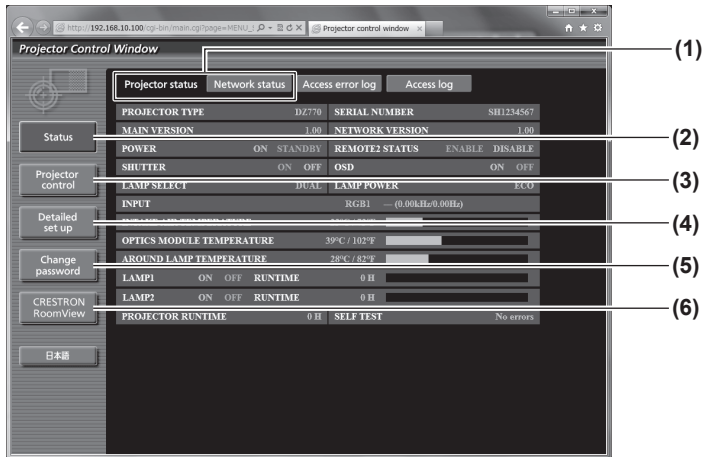 http://192.168.10.100/cgi-bin/main.cgi?page=MENU_S
Projector control window
Projector Control Window
(1)
Projector status Network status Access error log Access log
PROJECTOR TYPE DZ770 SERIAL NUMBER SH1234567
Status
MAIN VERSION 1.00 NETWORK VERSION 1.00
(2)
POWER ON STANDBY REMOTE2 STATUS ENABLE DISABLE
SHUTTER ON OFF OSD ON OFF
Projector control
LAMP SELECT DUAL LAMP POWER ECO
(3)
INPUT RGB1 — (0.00kHz/0.00Hz)
Detailed set up
(4)
OPTICS MODULE TEMPERATURE 39°C / 102°F
Change password
AROUND LAMP TEMPERATURE 28°C / 82°F
(5)
LAMP1 ON OFF RUNTIME 0 H
CRESTRON RoomView
LAMP2 ON OFF RUNTIME 0 H
(6)
PROJECTOR RUNTIME 0 H SELF TEST No errors
日本語